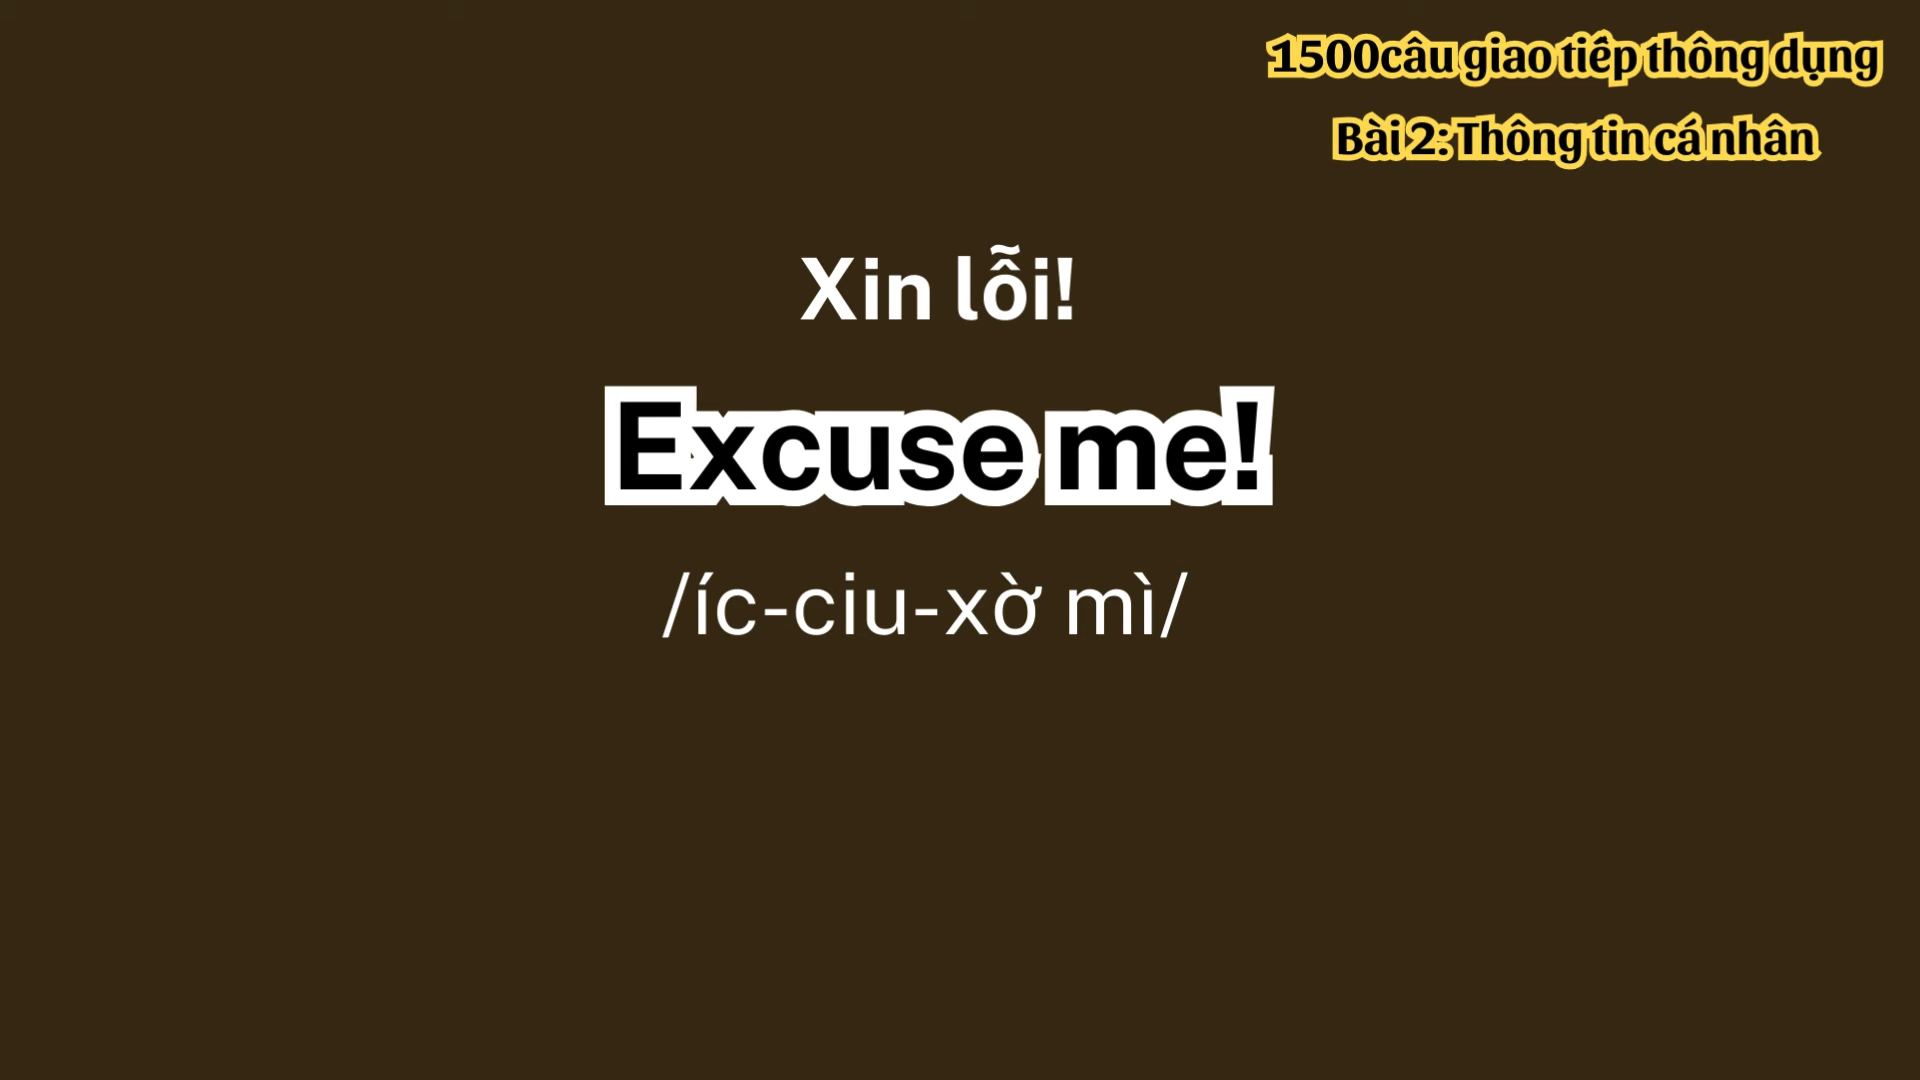 1500câu giao tiếp thông dụng
Bài 2: Thông tin cá nhân
Xin lỗi!
Excuse me!
/íc-ciu-xờ mì/